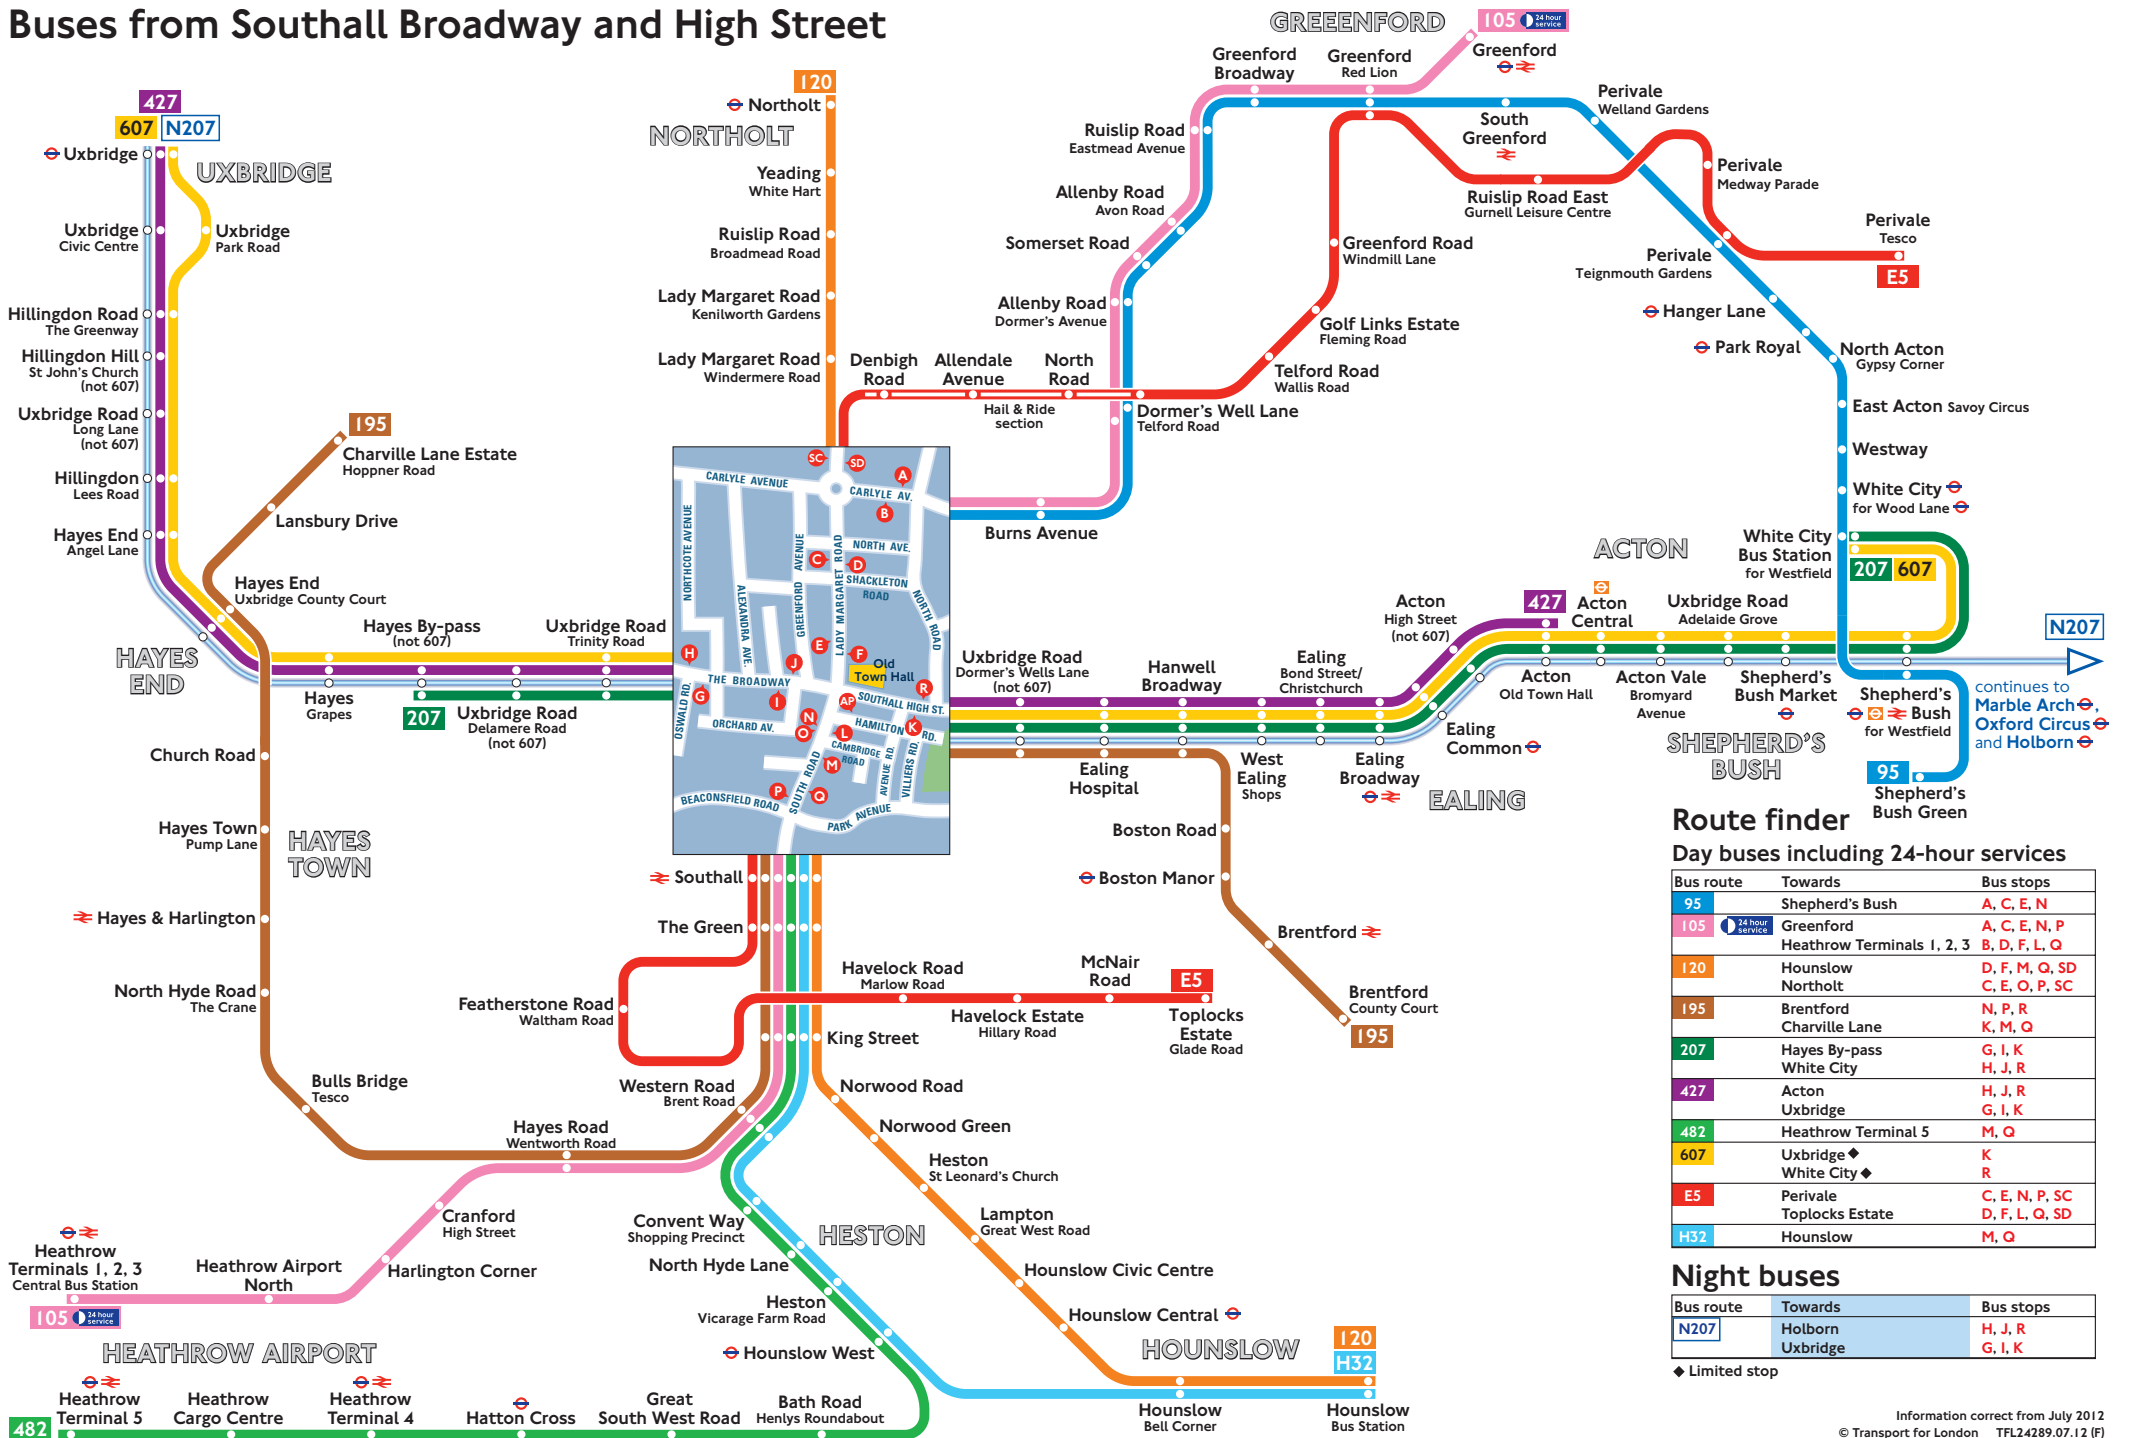 Buses from Southall Broadway and High Street
427
607
N207
Uxbridge
UXBRIDGE
Uxbridge
Civic Centre
Uxbridge
Park Road
Hillingdon Road
The Greenway
Hillingdon Hill
St John's Church
(not 607)
Uxbridge Road
Long Lane
(not 607)
Hillingdon
Lees Road
Hayes End
Angel Lane
195
Charville Lane Estate
Hoppner Road
Lansbury Drive
Hayes End
Uxbridge County Court
HAYES
END
Hayes By-pass
(not 607)
Uxbridge Road
Trinity Road
Hayes
Grapes
207
Uxbridge Road
Delamere Road
(not 607)
Church Road
Hayes Town
Pump Lane
HAYES
TOWN
Hayes & Harlington
North Hyde Road
The Crane
Bulls Bridge
Tesco
Hayes Road
Wentworth Road
Western Road
Brent Road
Cranford
High Street
Harlington Corner
Heathrow Airport
North
Heathrow
Terminals 1, 2, 3
Central Bus Station
105
24 hour
service
HEATHROW AIRPORT
Heathrow
Terminal 5
482
Heathrow
Cargo Centre
Heathrow
Terminal 4
Hatton Cross
Great
South West Road
Bath Road
Henlys Roundabout
120
Northolt
NORTHOLT
Yeading
White Hart
Ruislip Road
Broadmead Road
Lady Margaret Road
Kenilworth Gardens
Lady Margaret Road
Windermere Road
Denbigh
Road
Allendale
Avenue
North
Road
Hail & Ride
section
Dormer's Well Lane
Telford Road
Burns Avenue
Allenby Road
Dormer's Avenue
Somerset Road
Allenby Road
Avon Road
Ruislip Road
Eastmead Avenue
Greenford
Broadway
Greenford
Red Lion
GREEENFORD
105
24 hour
service
Greenford
South
Greenford
Perivale
Welland Gardens
Perivale
Medway Parade
Ruislip Road East
Gurnell Leisure Centre
Perivale
Tesco
E5
Greenford Road
Windmill Lane
Golf Links Estate
Fleming Road
Telford Road
Wallis Road
Perivale
Teignmouth Gardens
Hanger Lane
Park Royal
North Acton
Gypsy Corner
East Acton Savoy Circus
Westway
White City
for Wood Lane
White City
Bus Station
for Westfield
207
607
ACTON
Acton
High Street
(not 607)
427
Acton
Central
Uxbridge Road
Adelaide Grove
N207
Acton
Old Town Hall
Acton Vale
Bromyard
Avenue
Shepherd's
Bush Market
SHEPHERD'S
BUSH
Shepherd's
Bush
for Westfield
continues to
Marble Arch,
Oxford Circus
and Holborn
95
Shepherd's
Bush Green
Uxbridge Road
Dormer's Wells Lane
(not 607)
Hanwell
Broadway
Ealing
Bond Street/
Christchurch
Ealing
Common
Ealing
Hospital
West
Ealing
Shops
Ealing
Broadway
EALING
Boston Road
Boston Manor
Brentford
Brentford
County Court
195
SC
SD
A
CARLYLE AVENUE
CARLYLE AV.
B
NORTHCOTE AVENUE
GREENFORD AVENUE
LADY MARGARET ROAD
NORTH AVE.
C
D
SHACKLETON
ROAD
ALEXANDRA AVE.
NORTH ROAD
H
E
F
J
Old
Town Hall
THE BROADWAY
G
I
AP
R
SOUTHALL HIGH ST.
OSWALD RD.
ORCHARD AV.
N
O
L
HAMILTON RD.
K
CAMBRIDGE
ROAD
M
SOUTH ROAD
AVENUE RD.
VILLIERS RD.
P
Q
BEACONSFIELD ROAD
PARK AVENUE
Southall
The Green
Featherstone Road
Waltham Road
Havelock Road
Marlow Road
McNair
Road
E5
Havelock Estate
Hillary Road
Toplocks
Estate
Glade Road
King Street
Norwood Road
Norwood Green
Heston
St Leonard's Church
Lampton
Great West Road
Hounslow Civic Centre
Hounslow Central
HOUNSLOW
120
H32
Hounslow
Bell Corner
Hounslow
Bus Station
Convent Way
Shopping Precinct
HESTON
North Hyde Lane
Heston
Vicarage Farm Road
Hounslow West
Route finder
Day buses including 24-hour services
Bus route Towards Bus stops
95 Shepherd's Bush A, C, E, N
105 24 hour service Greenford A, C, E, N, P
Heathrow Terminals 1, 2, 3 B, D, F, L, Q
120 Hounslow D, F, M, Q, SD
Northolt C, E, O, P, SC
195 Brentford N, P, R
Charville Lane K, M, Q
207 Hayes By-pass G, I, K
White City H, J, R
427 Acton H, J, R
Uxbridge G, I, K
482 Heathrow Terminal 5 M, Q
607 Uxbridge◆ K
White City◆ R
E5 Perivale C, E, N, P, SC
Toplocks Estate D, F, L, Q, SD
H32 Hounslow M, Q
Night buses
Bus route Towards Bus stops
N207 Holborn H, J, R
Uxbridge G, I, K
◆ Limited stop
Information correct from July 2012
© Transport for London TFL24289.07.12 (F)